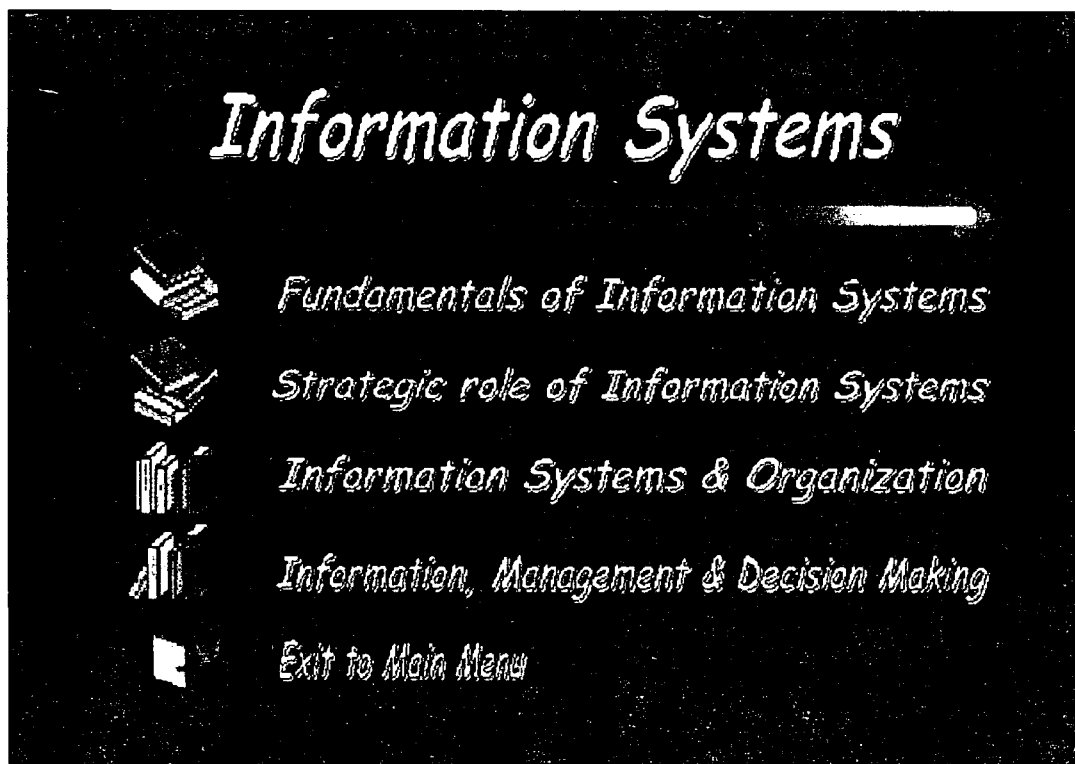 Information Systems
Fundamentals of Information Systems
Strategic role of Information Systems
Information Systems & Organization
Information, Management & Decision Making
Exit to Main Menu